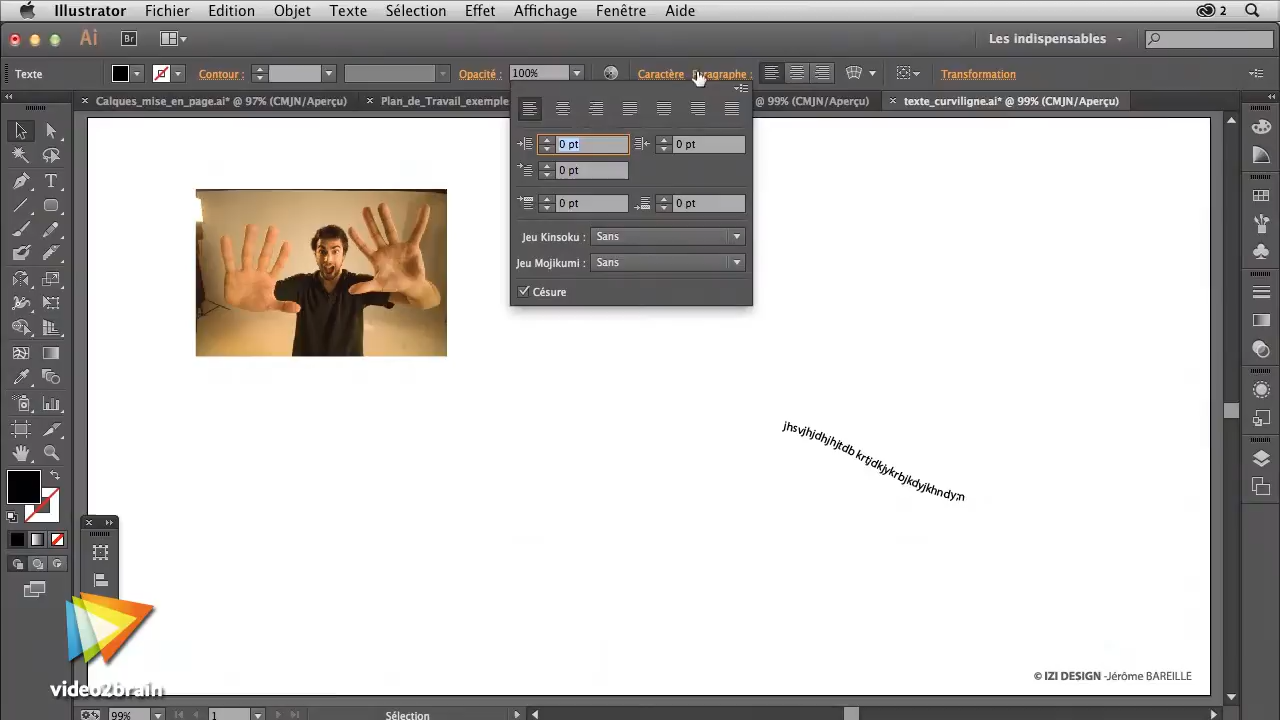 Illustrator Fichier Edition Objet Texte Sélection Effet Affichage Fenêtre Aide 2
Ai Br Les indispensables
Texte Contour : Opacité : 100% Caractère Paragraphe : Transformation
Calques_mise_en_page.ai* @ 97% (CMJN/Aperçu) Plan_de_Travail_exemple @ 99% (CMJN/Aperçu) texte_curviligne.ai* @ 99% (CMJN/Aperçu)
0 pt 0 pt
0 pt
0 pt 0 pt
Jeu Kinsoku : Sans
Jeu Mojikumi : Sans
Césure
© IZI DESIGN -Jérôme BAREILLE
video2brain
99% 1 Sélection